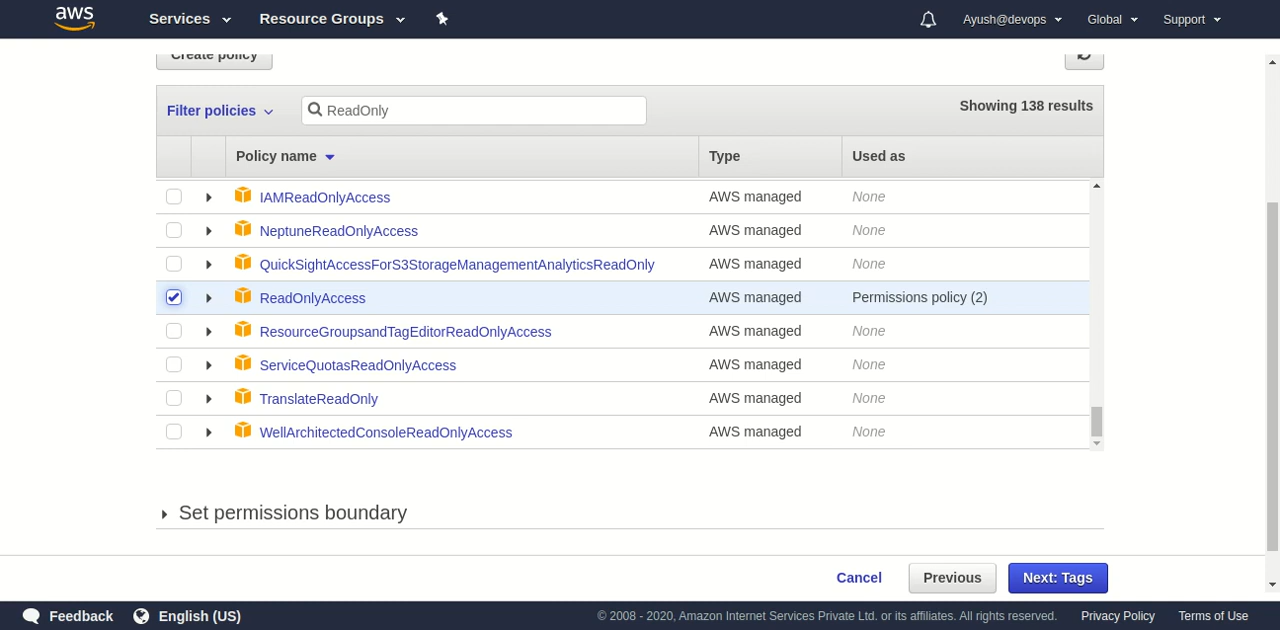 aws Services Resource Groups Ayush@devops Global Support
Create policy
Filter policies ReadOnly Showing 138 results
Policy name Type Used as
IAMReadOnlyAccess AWS managed None
NeptuneReadOnlyAccess AWS managed None
QuickSightAccessForS3StorageManagementAnalyticsReadOnly AWS managed None
ReadOnlyAccess AWS managed Permissions policy (2)
ResourceGroupsandTagEditorReadOnlyAccess AWS managed None
ServiceQuotasReadOnlyAccess AWS managed None
TranslateReadOnly AWS managed None
WellArchitectedConsoleReadOnlyAccess AWS managed None
Set permissions boundary
Cancel Previous Next: Tags
Feedback English (US) © 2008 - 2020, Amazon Internet Services Private Ltd. or its affiliates. All rights reserved. Privacy Policy Terms of Use